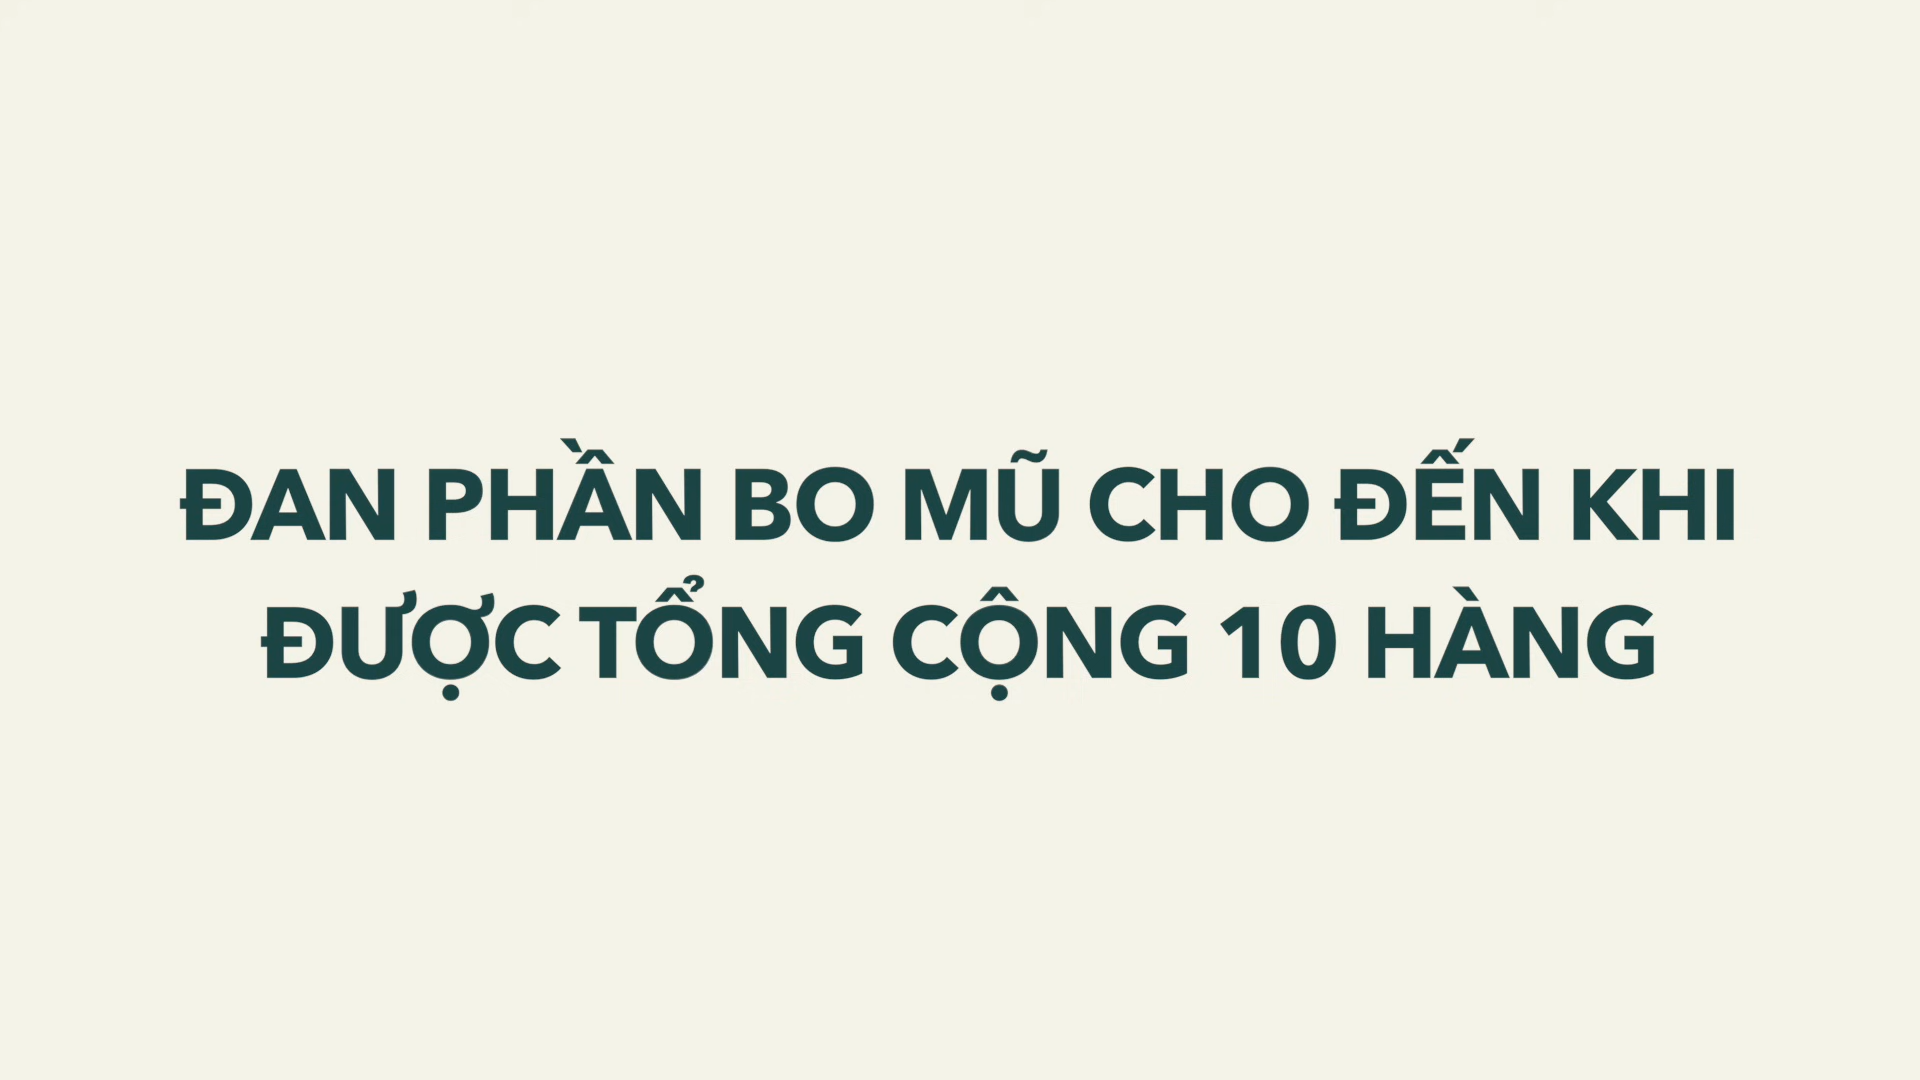 ĐAN PHẦN BO MŨ CHO ĐẾN KHI
ĐƯỢC TỔNG CỘNG 10 HÀNG